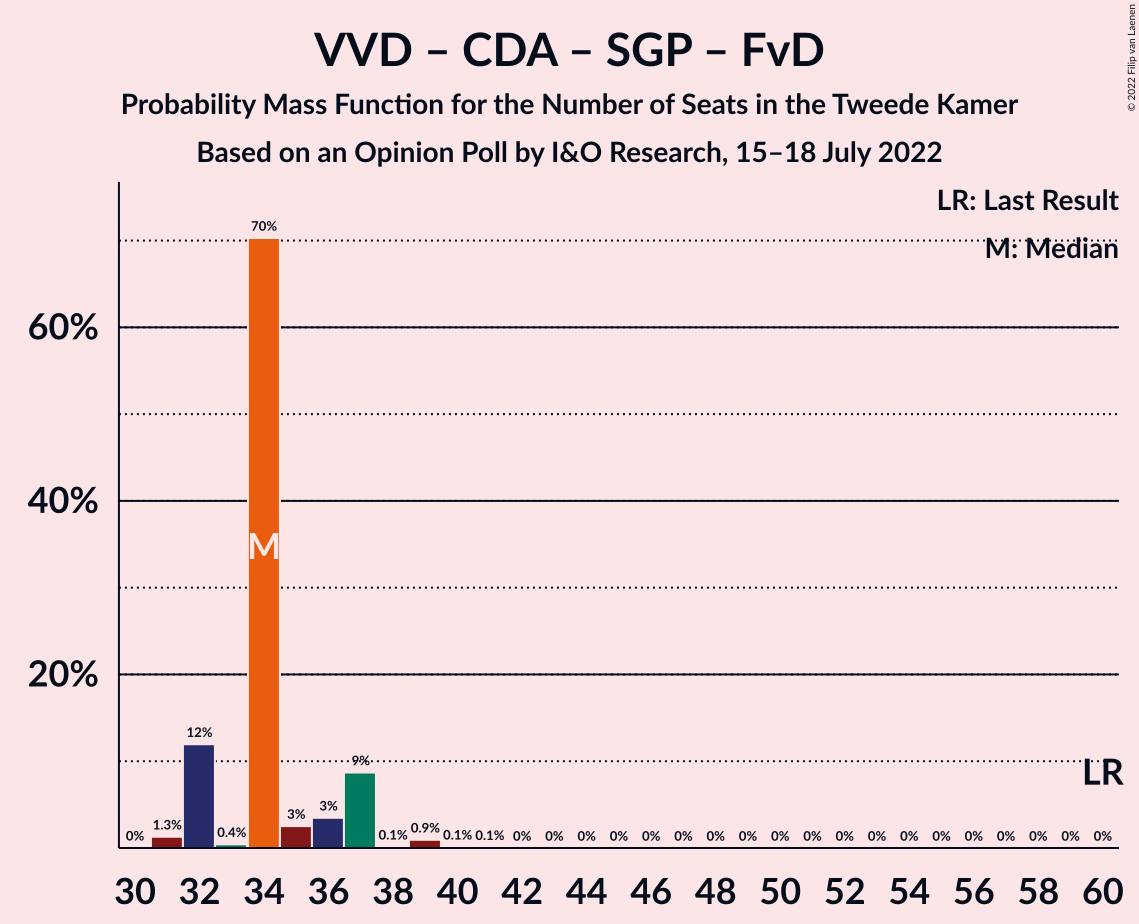 VVD – CDA – SGP – FvD
Probability Mass Function for the Number of Seats in the Tweede Kamer
Based on an Opinion Poll by I&O Research, 15–18 July 2022
© 2022 Filip van Laenen
LR: Last Result
M: Median
60%
40%
20%
0% 1.3% 12% 0.4% 70% 3% 3% 9% 0.1% 0.9% 0.1% 0.1% 0% 0% 0% 0% 0% 0% 0% 0% 0% 0% 0% 0% 0% 0% 0% 0% 0% 0% 0%
M
LR
30 32 34 36 38 40 42 44 46 48 50 52 54 56 58 60